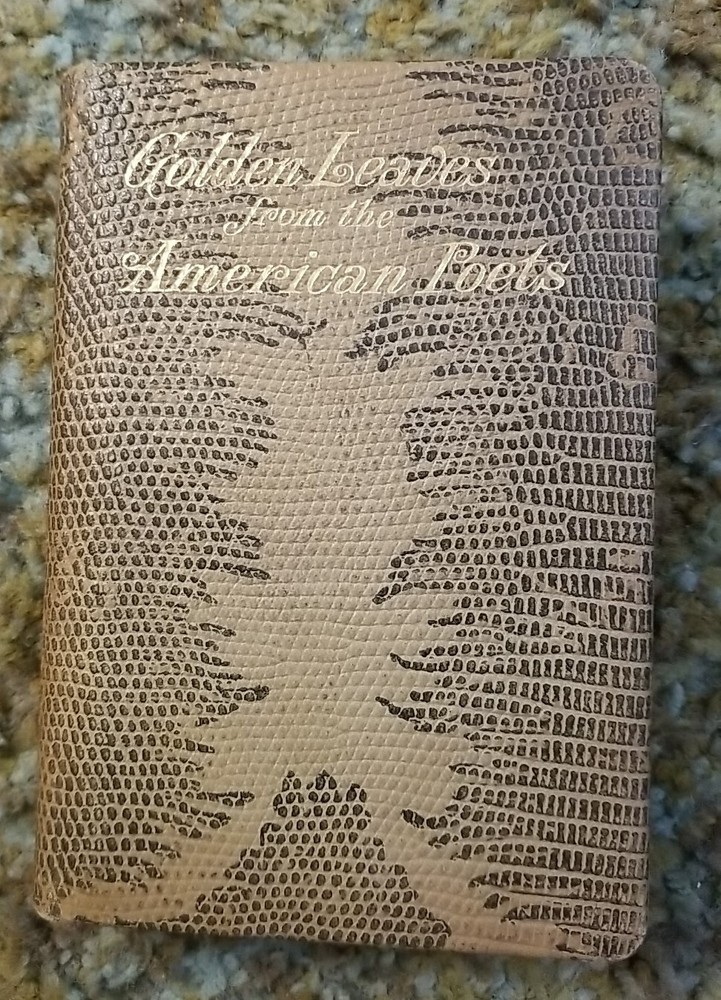 Golden Leaves
from the
American Poets